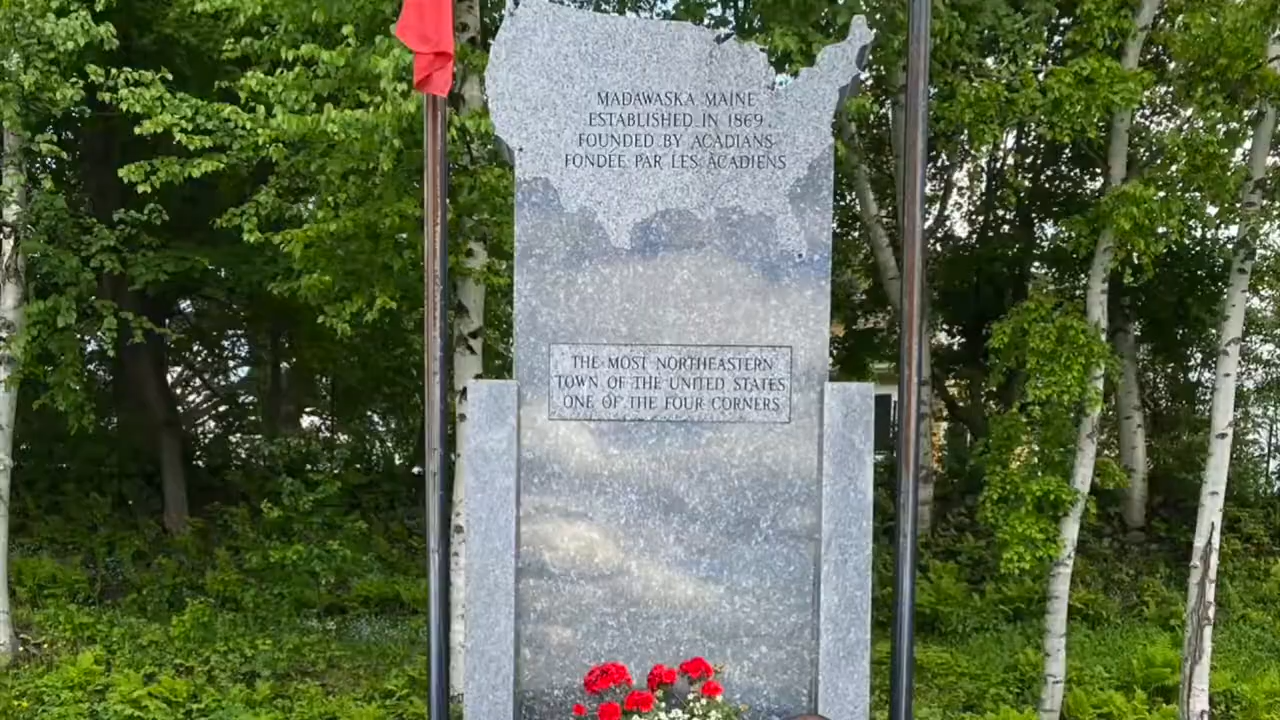 MADAWASKA, MAINE
ESTABLISHED IN 1869
FOUNDED BY ACADIANS
FONDÉE PAR LES ACADIENS
THE MOST NORTHEASTERN
TOWN OF THE UNITED STATES
ONE OF THE FOUR CORNERS